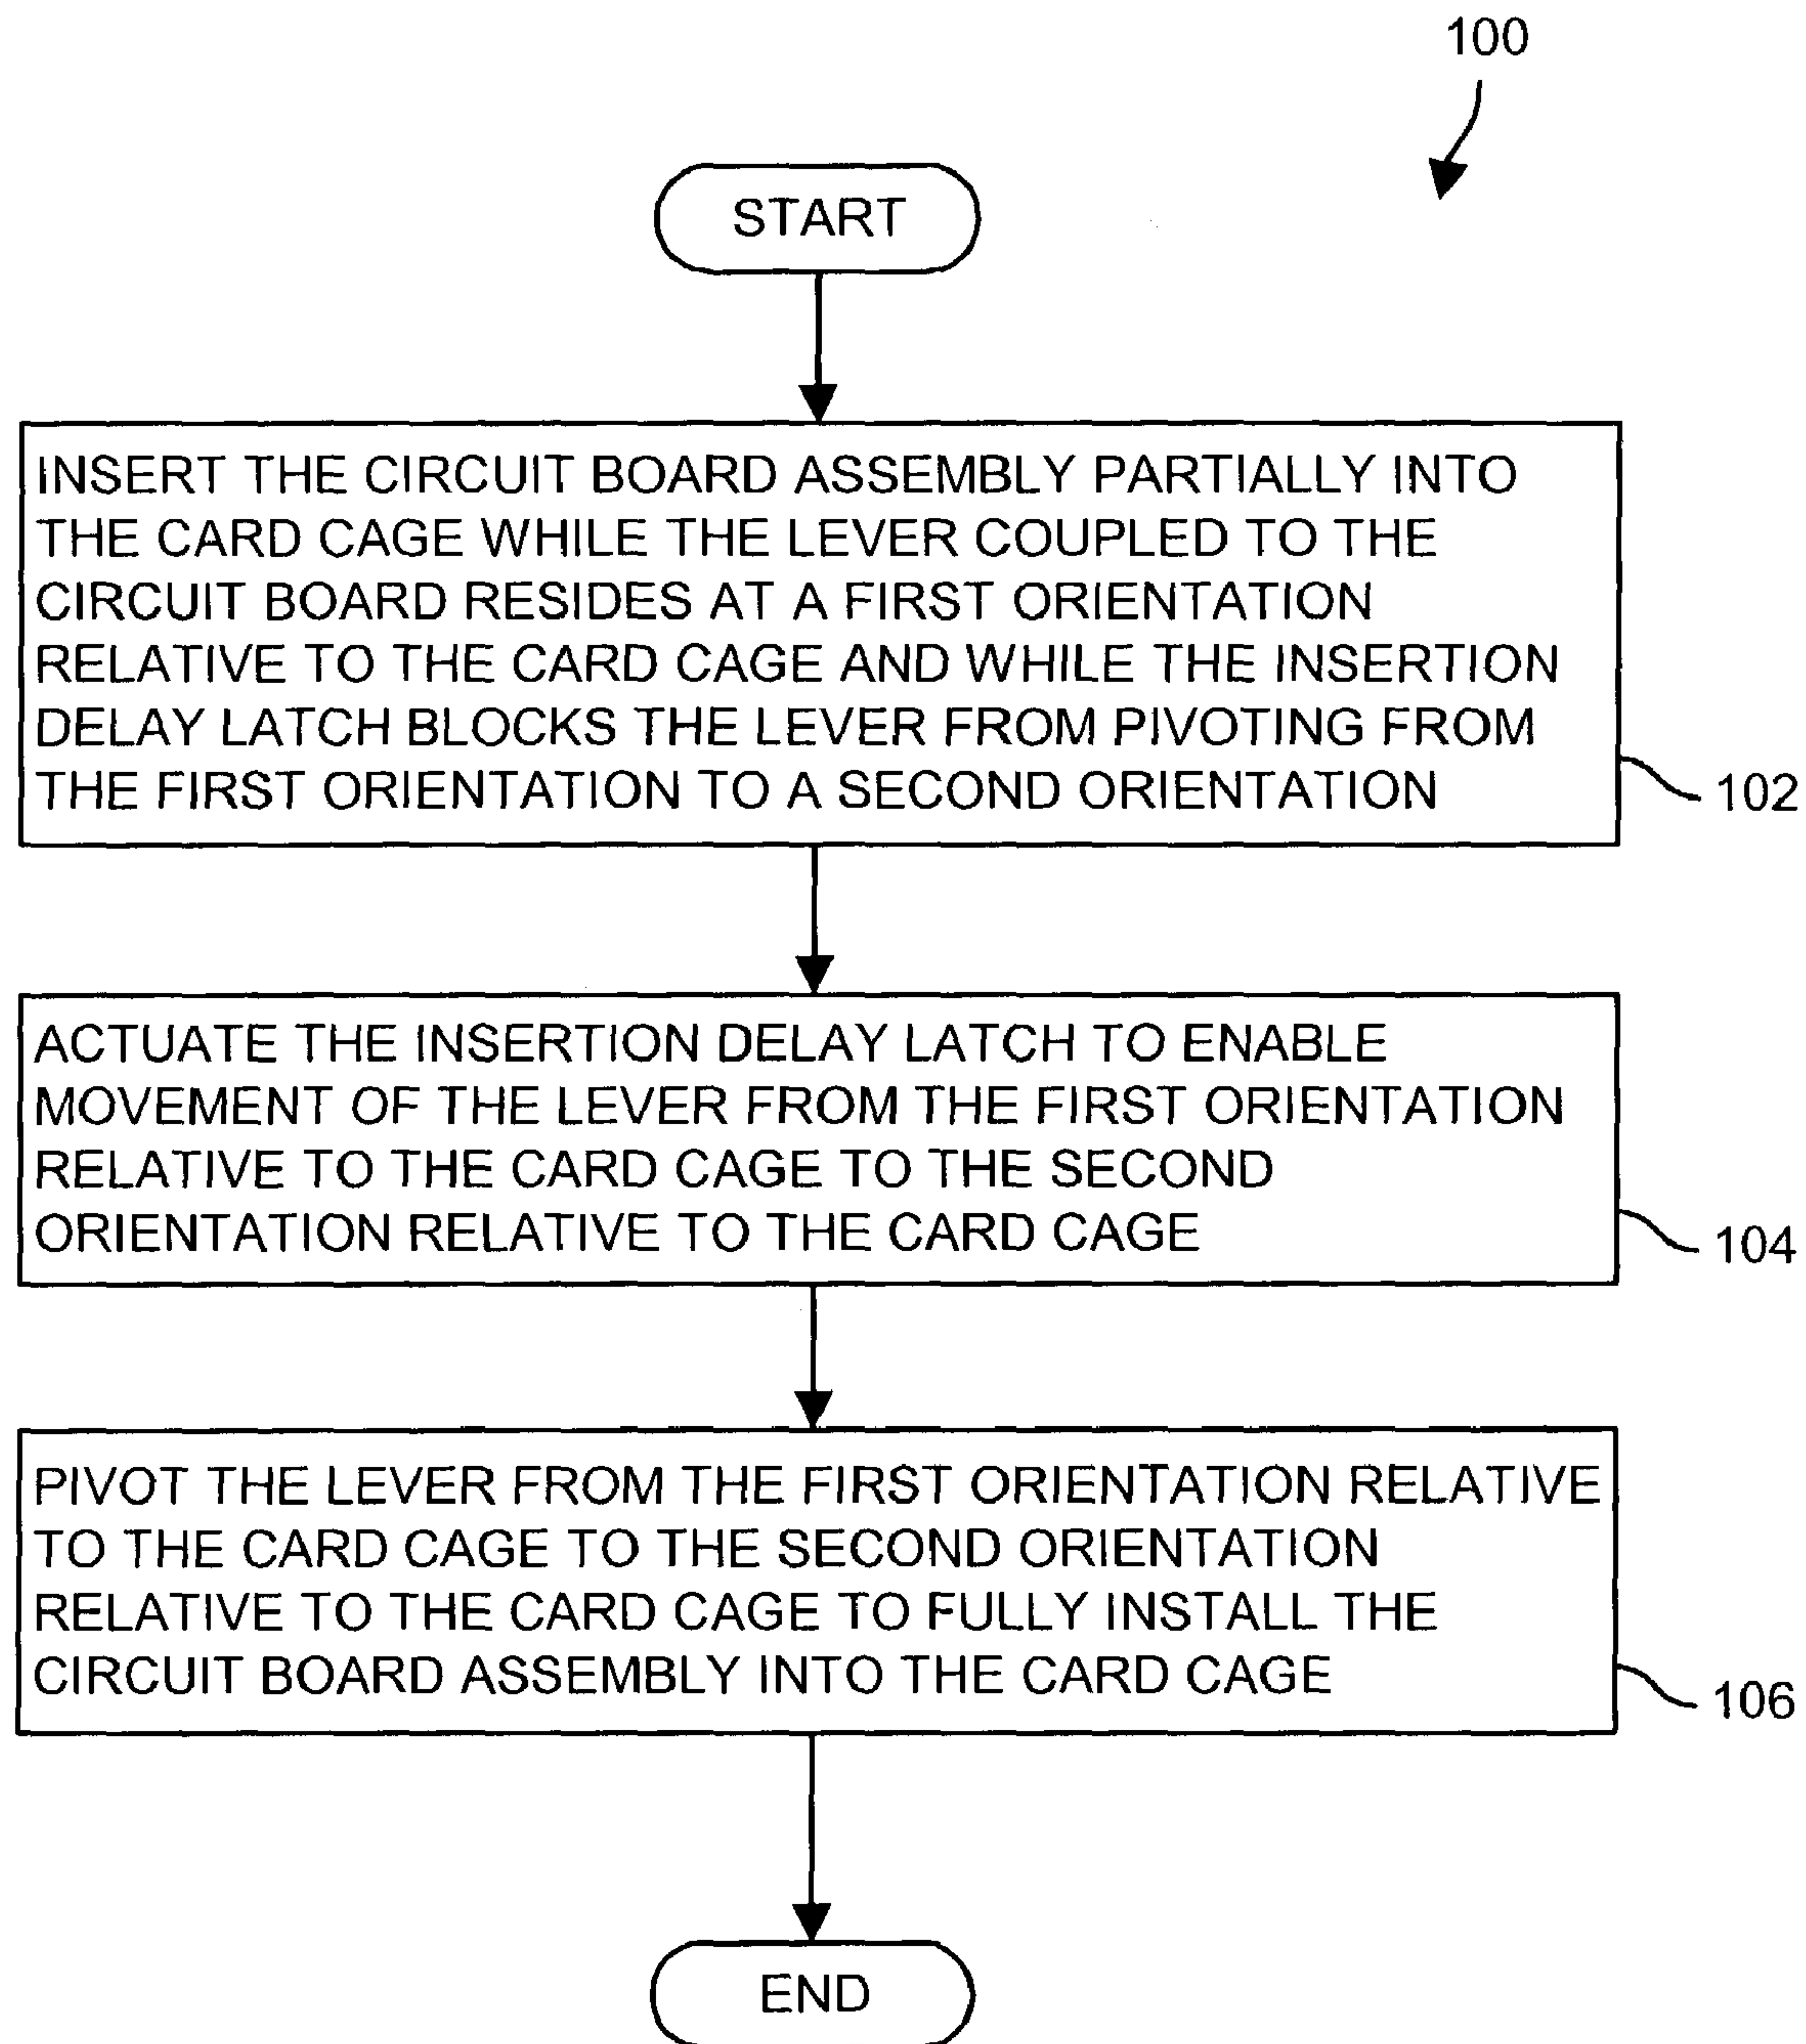 100
START
INSERT THE CIRCUIT BOARD ASSEMBLY PARTIALLY INTO
THE CARD CAGE WHILE THE LEVER COUPLED TO THE
CIRCUIT BOARD RESIDES AT A FIRST ORIENTATION
RELATIVE TO THE CARD CAGE AND WHILE THE INSERTION
DELAY LATCH BLOCKS THE LEVER FROM PIVOTING FROM
THE FIRST ORIENTATION TO A SECOND ORIENTATION
102
ACTUATE THE INSERTION DELAY LATCH TO ENABLE
MOVEMENT OF THE LEVER FROM THE FIRST ORIENTATION
RELATIVE TO THE CARD CAGE TO THE SECOND
ORIENTATION RELATIVE TO THE CARD CAGE
104
PIVOT THE LEVER FROM THE FIRST ORIENTATION RELATIVE
TO THE CARD CAGE TO THE SECOND ORIENTATION
RELATIVE TO THE CARD CAGE TO FULLY INSTALL THE
CIRCUIT BOARD ASSEMBLY INTO THE CARD CAGE
106
END